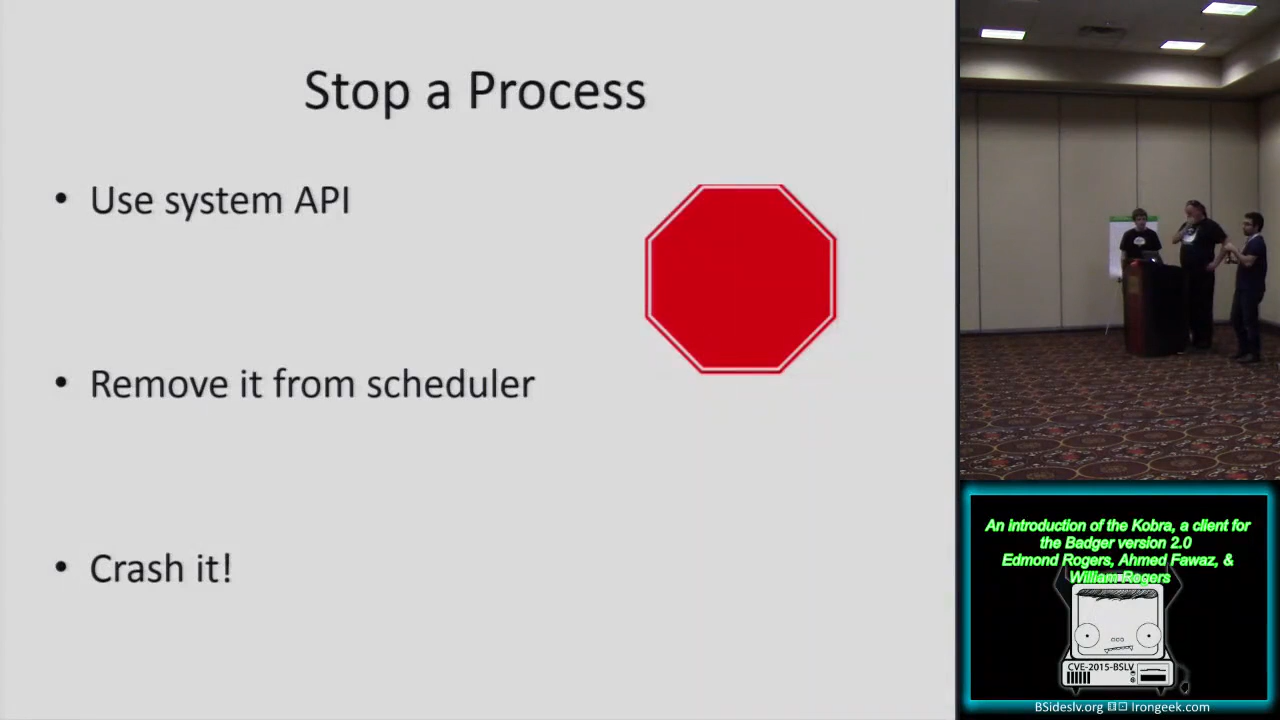 Stop a Process
• Use system API
• Remove it from scheduler
• Crash it!
An introduction of the Kobra, a client for
the Badger version 2.0
Edmond Rogers, Ahmed Fawaz, &
William Rogers
CVE-2015-BSLV
BSideslv.org Irongeek.com